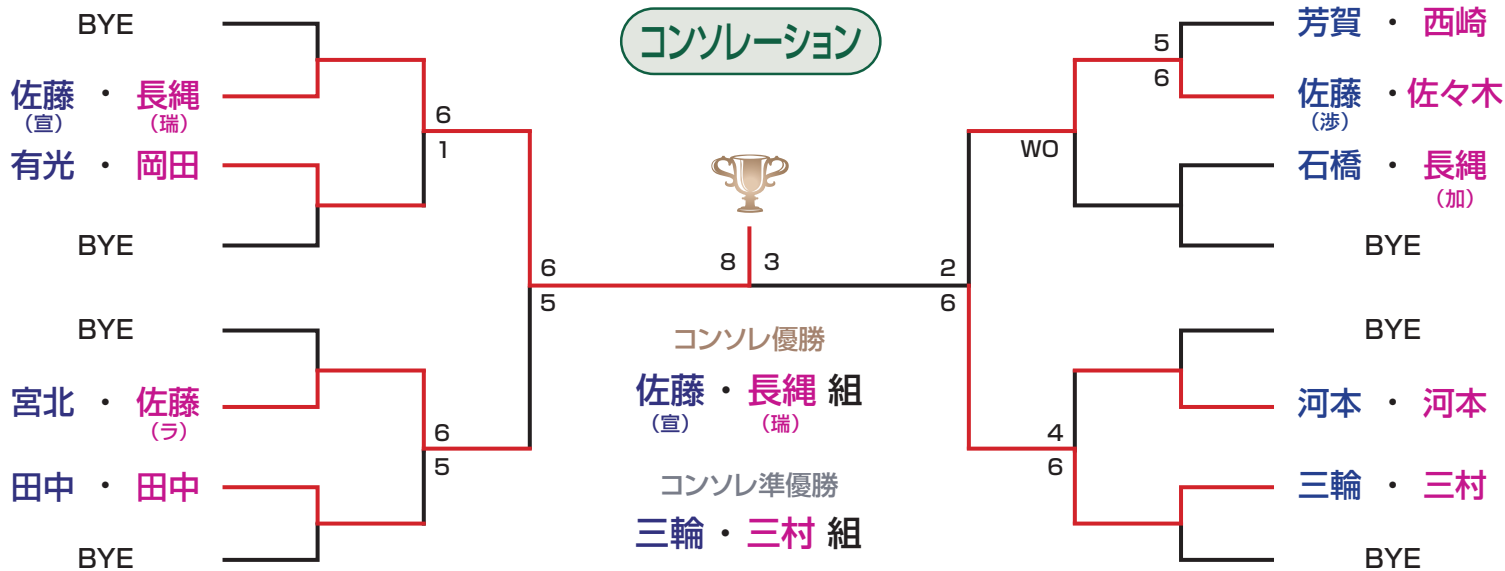 コンソレーション
BYE
佐藤 ・ 長縄
(宣) (瑞)
6
1
有光 ・ 岡田
BYE
6
5
BYE
宮北 ・ 佐藤
(ラ)
6
5
田中 ・ 田中
BYE
8 3
コンソレ優勝
佐藤 ・ 長縄 組
(宣) (瑞)
コンソレ準優勝
三輪 ・ 三村 組
芳賀 ・ 西崎
5
6
佐藤 ・ 佐々木
(渉)
WO
石橋 ・ 長縄
(加)
BYE
2
6
BYE
河本 ・ 河本
4
6
三輪 ・ 三村
BYE